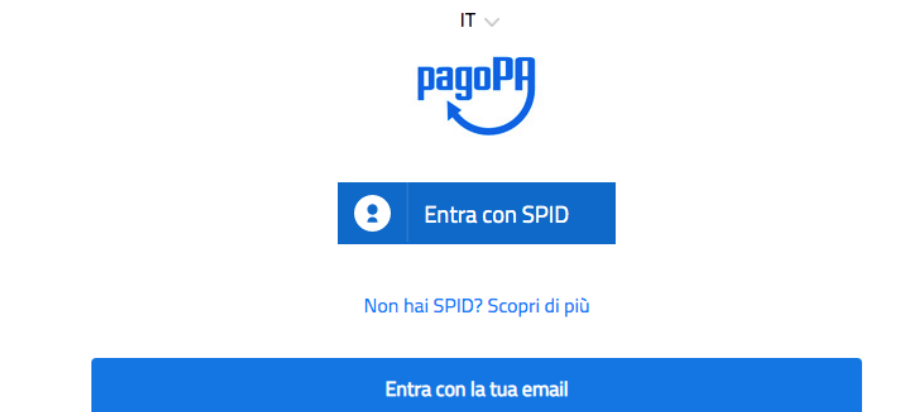 IT
pagoPA
Entra con SPID
Non hai SPID? Scopri di più
Entra con la tua email